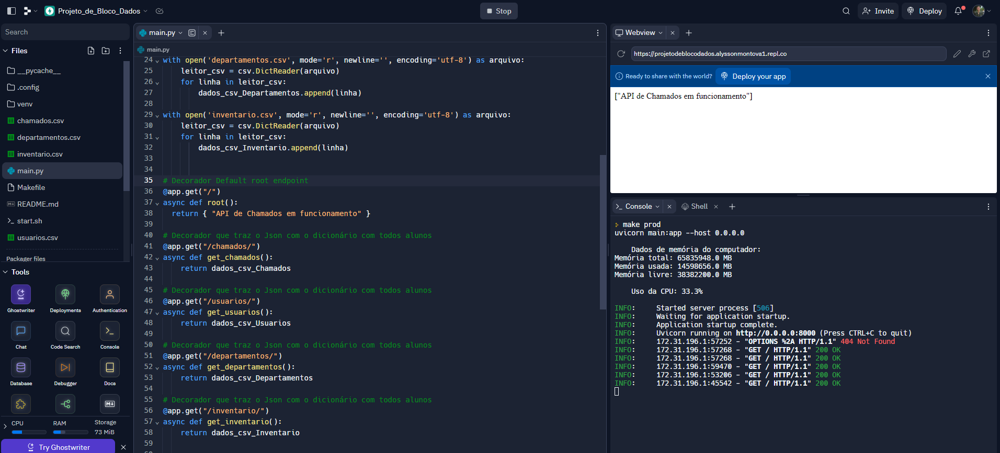 Projeto_de_Bloco_Dados
Stop
Invite
Deploy
Search
Files
__pycache__
.config
venv
chamados.csv
departamentos.csv
inventario.csv
main.py
Makefile
README.md
start.sh
usuarios.csv
Packager files
Tools
Ghostwriter
Deployments
Authentication
Chat
Code Search
Console
Database
Debugger
Docs
CPU
RAM
Storage
73 MiB
Try Ghostwriter
main.py
main.py
24 with open('departamentos.csv', mode='r', newline='', encoding='utf-8') as arquivo:
25     leitor_csv = csv.DictReader(arquivo)
26     for linha in leitor_csv:
27         dados_csv_Departamentos.append(linha)
28
29 with open('inventario.csv', mode='r', newline='', encoding='utf-8') as arquivo:
30     leitor_csv = csv.DictReader(arquivo)
31     for linha in leitor_csv:
32         dados_csv_Inventario.append(linha)
33
34
35 # Decorador Default root endpoint
36 @app.get("/")
37 async def root():
38   return { "API de Chamados em funcionamento" }
39
40 # Decorador que traz o Json com o dicionário com todos alunos
41 @app.get("/chamados/")
42 async def get_chamados():
43     return dados_csv_Chamados
44
45 # Decorador que traz o Json com o dicionário com todos alunos
46 @app.get("/usuarios/")
47 async def get_usuarios():
48     return dados_csv_Usuarios
49
50 # Decorador que traz o Json com o dicionário com todos alunos
51 @app.get("/departamentos/")
52 async def get_departamentos():
53     return dados_csv_Departamentos
54
55 # Decorador que traz o Json com o dicionário com todos alunos
56 @app.get("/inventario/")
57 async def get_inventario():
58     return dados_csv_Inventario
59
Webview
https://projetodeblocodados.alyssonmontova1.repl.co
Ready to share with the world?
Deploy your app
["API de Chamados em funcionamento"]
Console
Shell
make prod
uvicorn main:app --host 0.0.0.0
Dados de memória do computador:
Memória total: 65835948.0 MB
Memória usada: 14598656.0 MB
Memória livre: 38382200.0 MB
Uso da CPU: 33.3%
INFO:     Started server process [506]
INFO:     Waiting for application startup.
INFO:     Application startup complete.
INFO:     Uvicorn running on http://0.0.0.0:8000 (Press CTRL+C to quit)
INFO:     172.31.196.1:57252 - "OPTIONS %2A HTTP/1.1" 404 Not Found
INFO:     172.31.196.1:57268 - "GET / HTTP/1.1" 200 OK
INFO:     172.31.196.1:57268 - "GET / HTTP/1.1" 200 OK
INFO:     172.31.196.1:59470 - "GET / HTTP/1.1" 200 OK
INFO:     172.31.196.1:53206 - "GET / HTTP/1.1" 200 OK
INFO:     172.31.196.1:45542 - "GET / HTTP/1.1" 200 OK